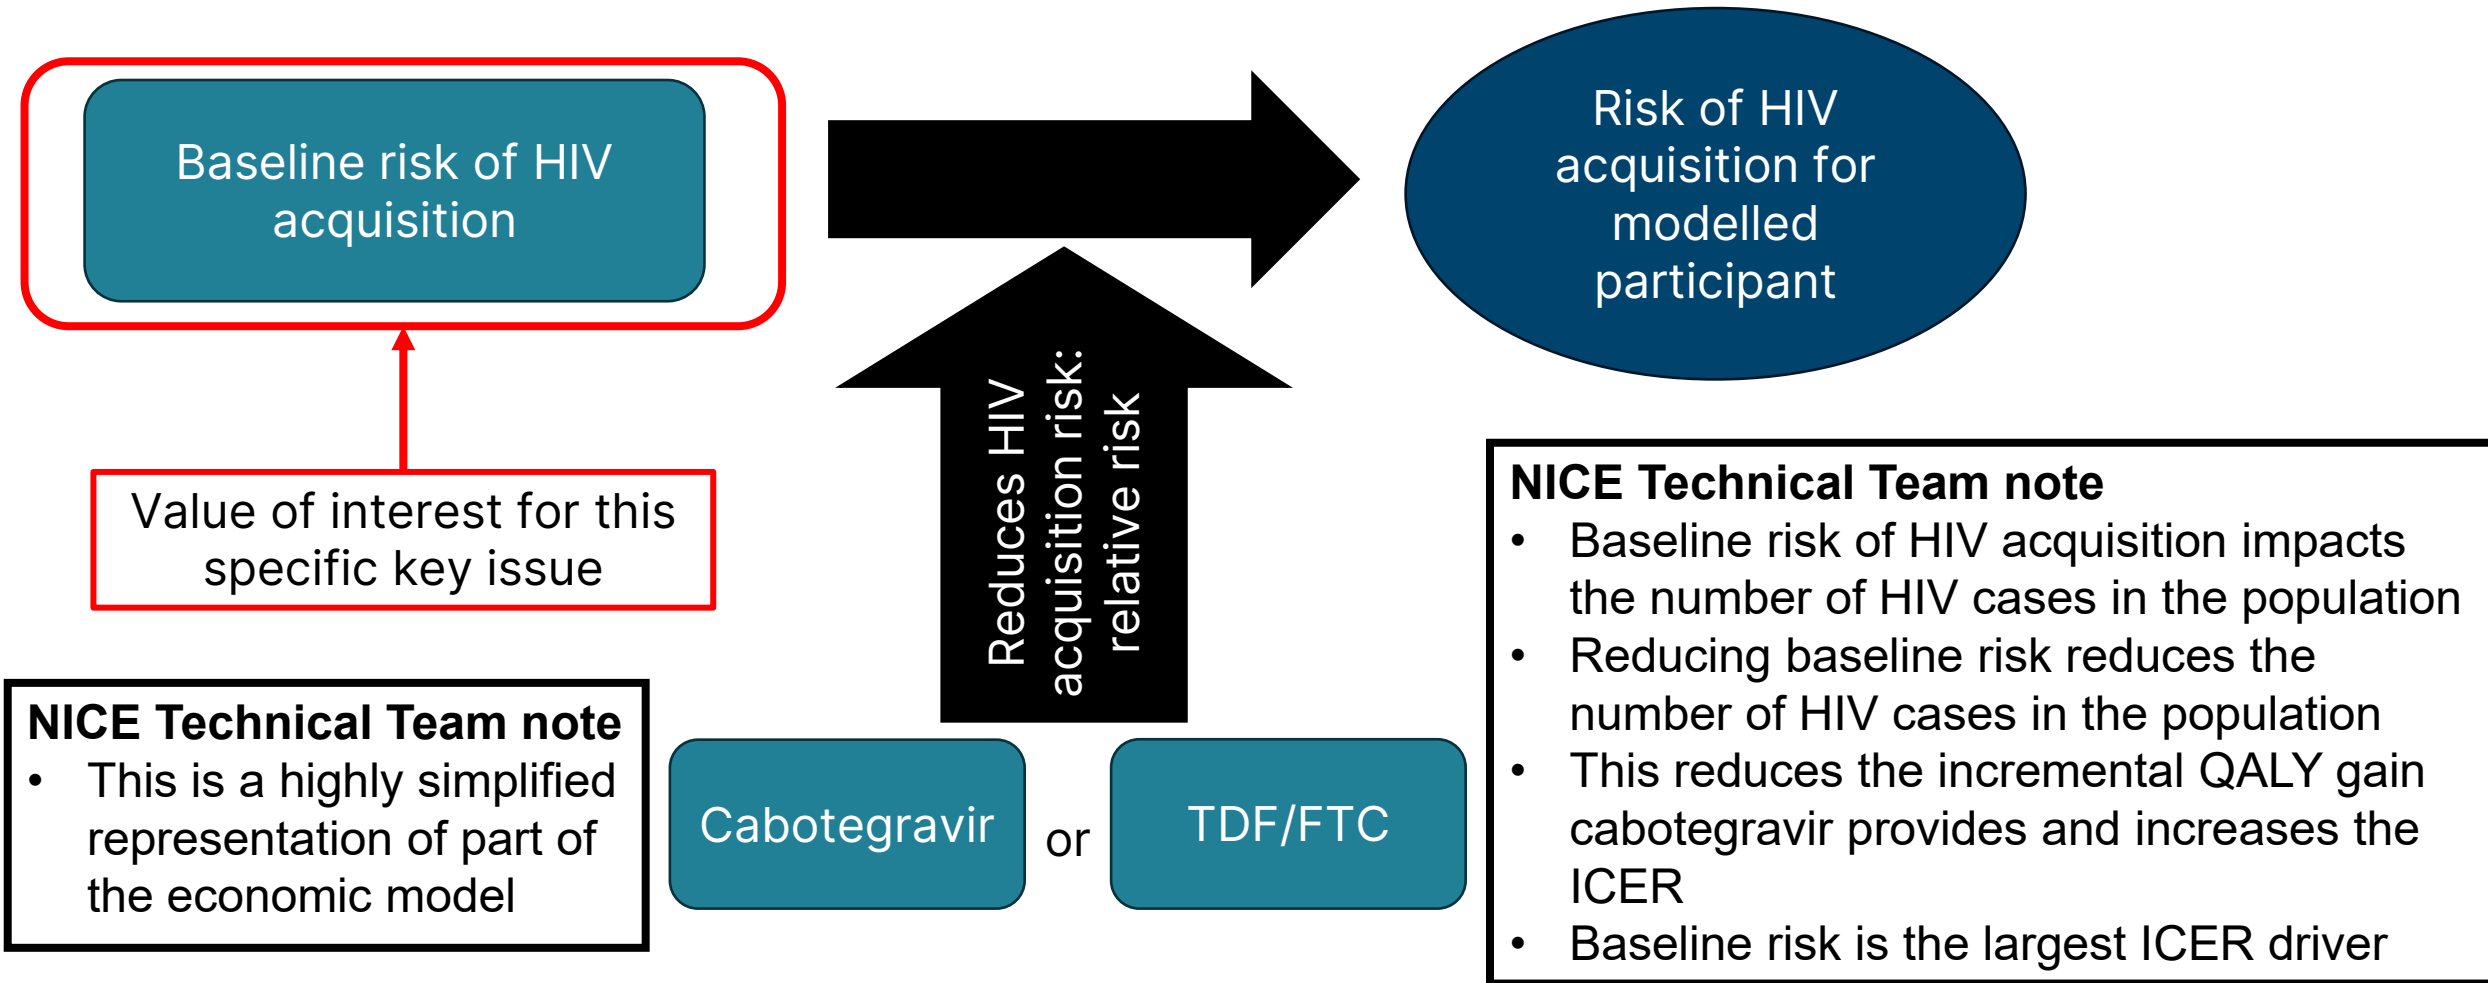 Baseline risk of HIV
acquisition
Risk of HIV
acquisition for
modelled
participant
Value of interest for this
specific key issue
Reduces HIV
acquisition risk:
relative risk
NICE Technical Team note
• This is a highly simplified
representation of part of
the economic model
Cabotegravir
or
TDF/FTC
NICE Technical Team note
• Baseline risk of HIV acquisition impacts
the number of HIV cases in the population
• Reducing baseline risk reduces the
number of HIV cases in the population
• This reduces the incremental QALY gain
cabotegravir provides and increases the
ICER
• Baseline risk is the largest ICER driver